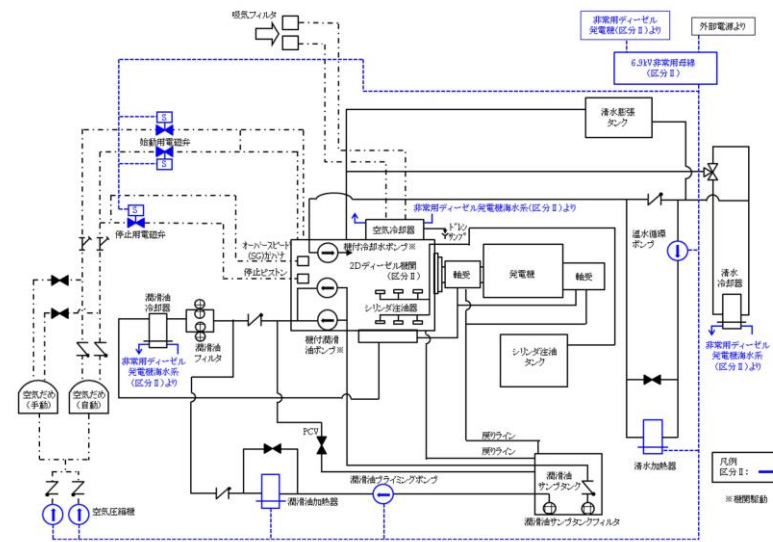 吸気フィルタ
非常用ディーゼル
発電機(区分Ⅱ)より
外部電源より
6.9kV非常用母線
(区分Ⅱ)
清水膨張
タンク
S
始動用電磁弁
S
S
停止用電磁弁
非常用ディーゼル発電機海水系(区分Ⅱ)より
空気冷却器
ドレン
サンプ
オーバースピード
(SG)ガバナ
停止ピストン
機付冷却水ポンプ※
2Dディーゼル機関
(区分Ⅱ)
シリンダ注油器
機付潤滑
油ポンプ※
軸受
発電機
軸受
温水循環
ポンプ
清水
冷却器
非常用ディーゼル
発電機海水系
(区分Ⅱ)より
潤滑油
冷却器
潤滑油
フィルタ
非常用ディーゼル
発電機海水系
(区分Ⅱ)より
シリンダ注油
タンク
空気だめ
(手動)
空気だめ
(自動)
PCV
戻りライン
戻りライン
清水加熱器
潤滑油プライミングポンプ
潤滑油
サンプタンク
潤滑油加熱器
潤滑油サンプタンクフィルタ
空気圧縮機
凡例
区分Ⅱ:
※機関駆動